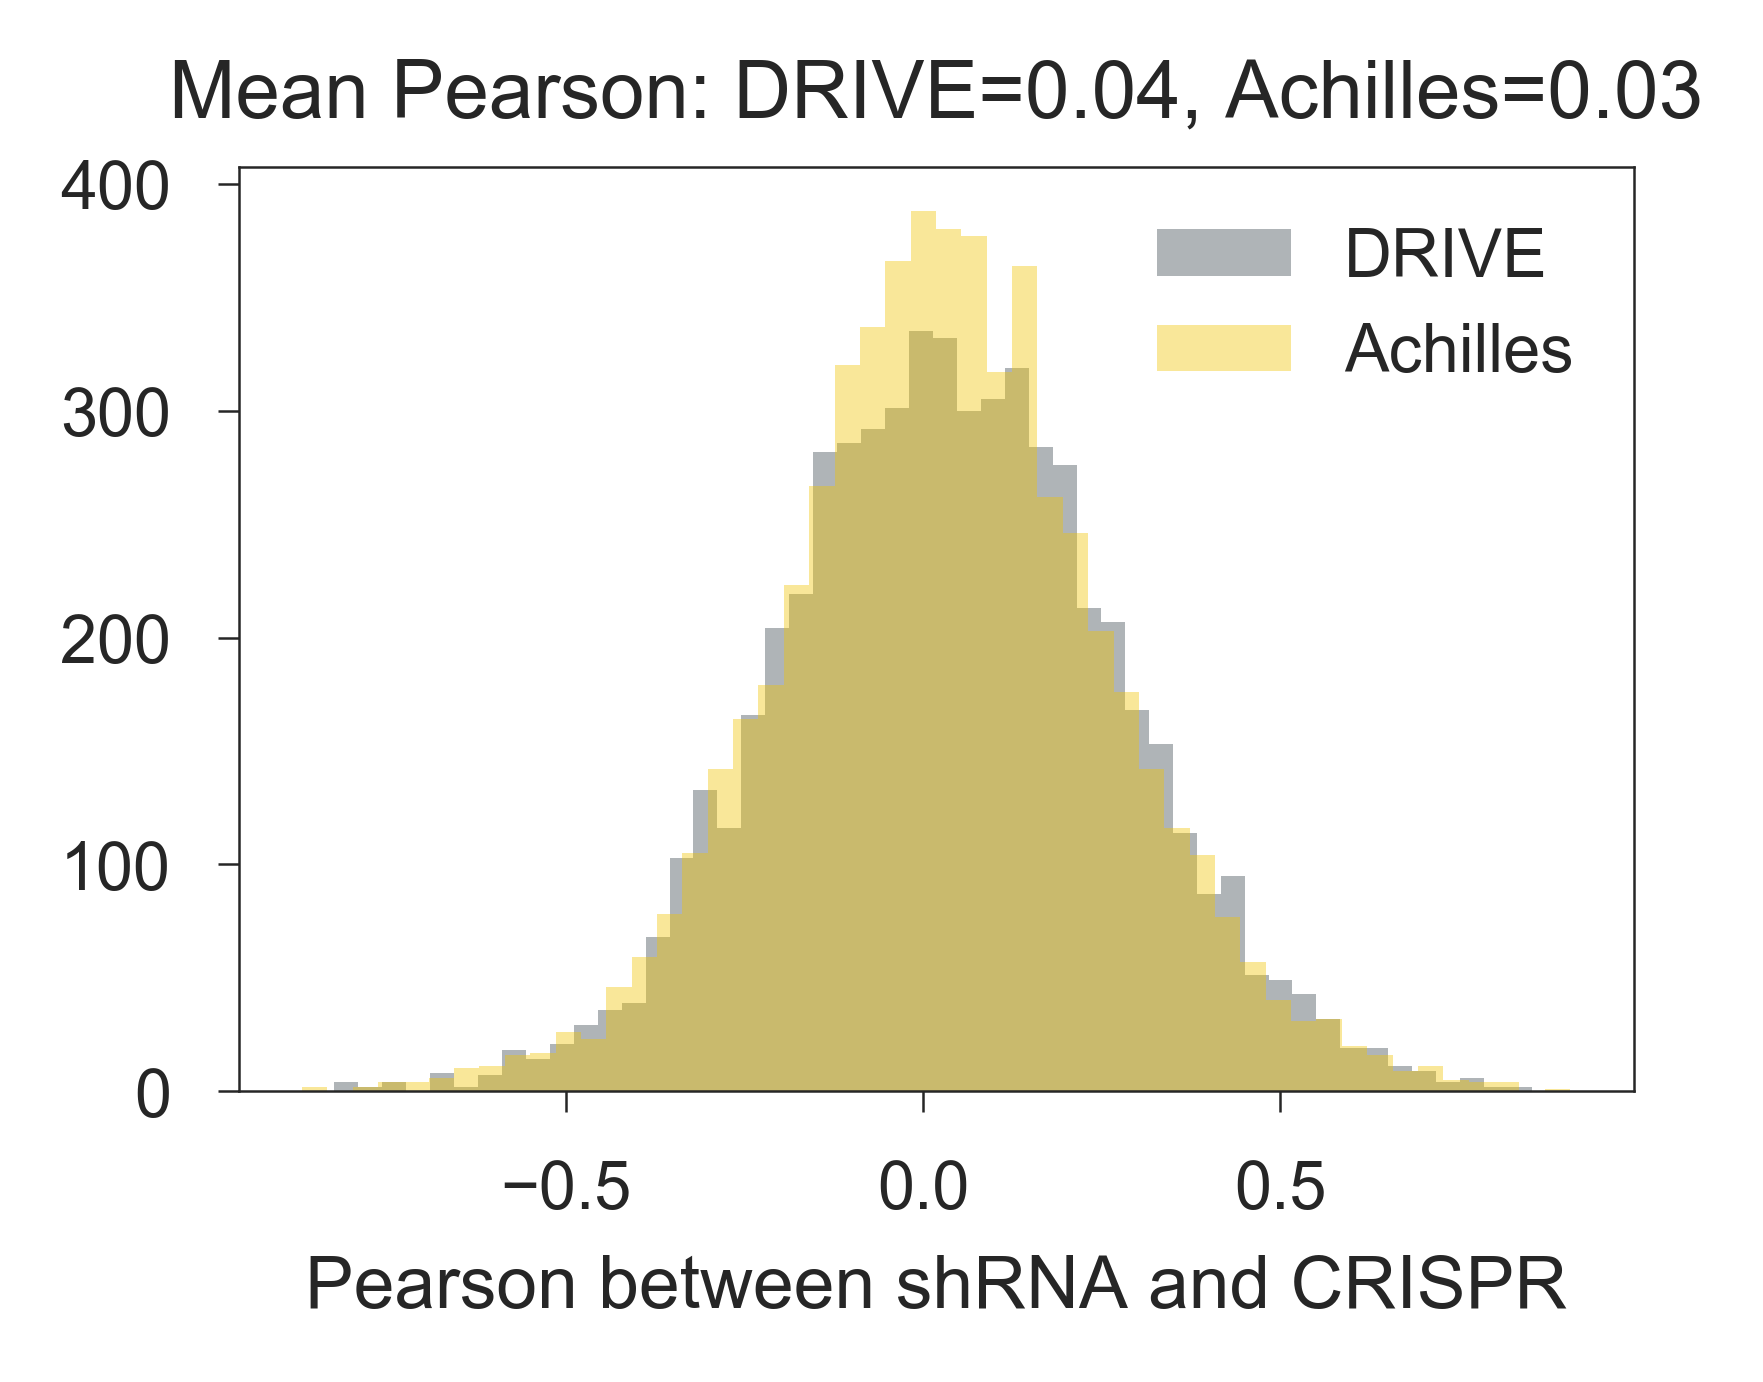 Mean Pearson: DRIVE=0.04, Achilles=0.03
400
300
200
100
0
DRIVE
Achilles
−0.5
0.0
0.5
Pearson between shRNA and CRISPR